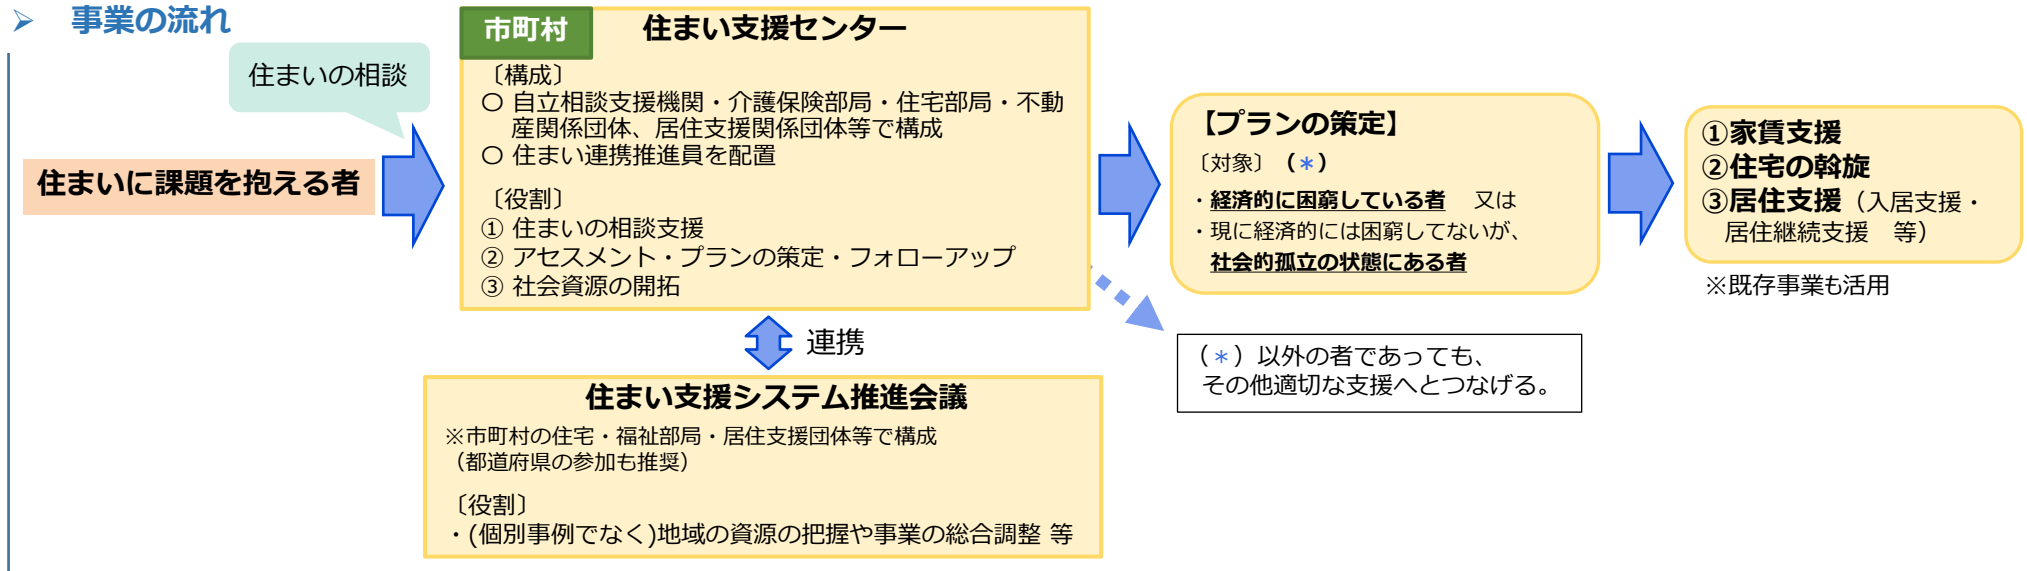 ➢ 事業の流れ
住まいの相談
住まいに課題を抱える者
市町村 住まい支援センター
〔構成〕
〇 自立相談支援機関・介護保険部局・住宅部局・不動
産関係団体、居住支援関係団体等で構成
〇 住まい連携推進員を配置
〔役割〕
① 住まいの相談支援
② アセスメント・プランの策定・フォローアップ
③ 社会資源の開拓
連携
住まい支援システム推進会議
※市町村の住宅・福祉部局・居住支援団体等で構成
（都道府県の参加も推奨）
〔役割〕
・(個別事例でなく)地域の資源の把握や事業の総合調整 等
【プランの策定】
〔対象〕（＊）
・経済的に困窮している者 又は
・現に経済的には困窮してないが、
社会的孤立の状態にある者
（＊）以外の者であっても、
その他適切な支援へとつなげる。
①家賃支援
②住宅の斡旋
③居住支援（入居支援・
居住継続支援 等）
※既存事業も活用